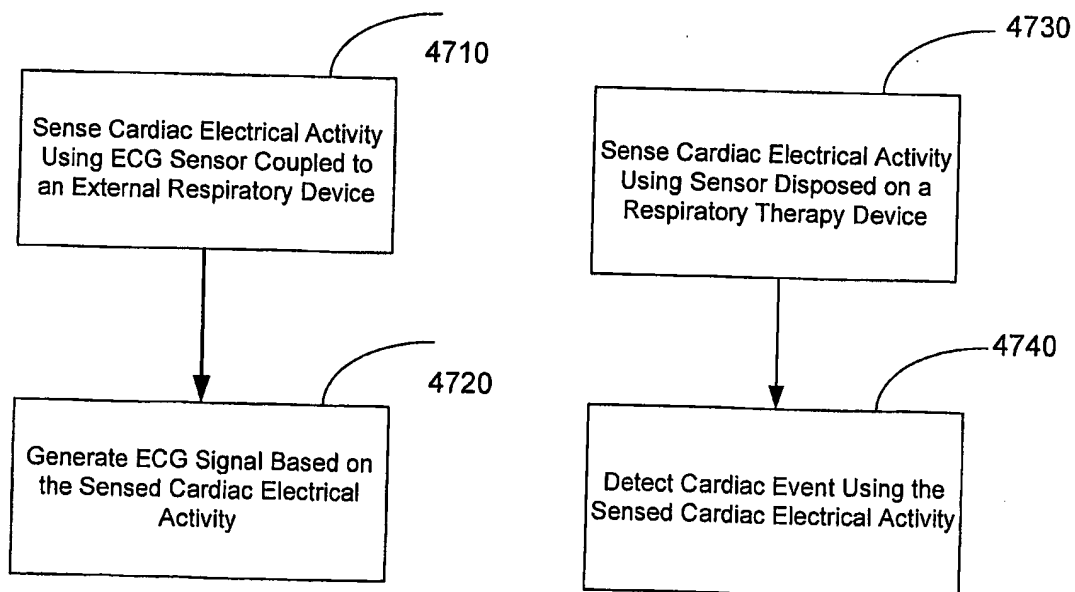 4710
Sense Cardiac Electrical Activity
Using ECG Sensor Coupled to
an External Respiratory Device
4720
Generate ECG Signal Based on
the Sensed Cardiac Electrical
Activity
4730
Sense Cardiac Electrical Activity
Using Sensor Disposed on a
Respiratory Therapy Device
4740
Detect Cardiac Event Using the
Sensed Cardiac Electrical Activity